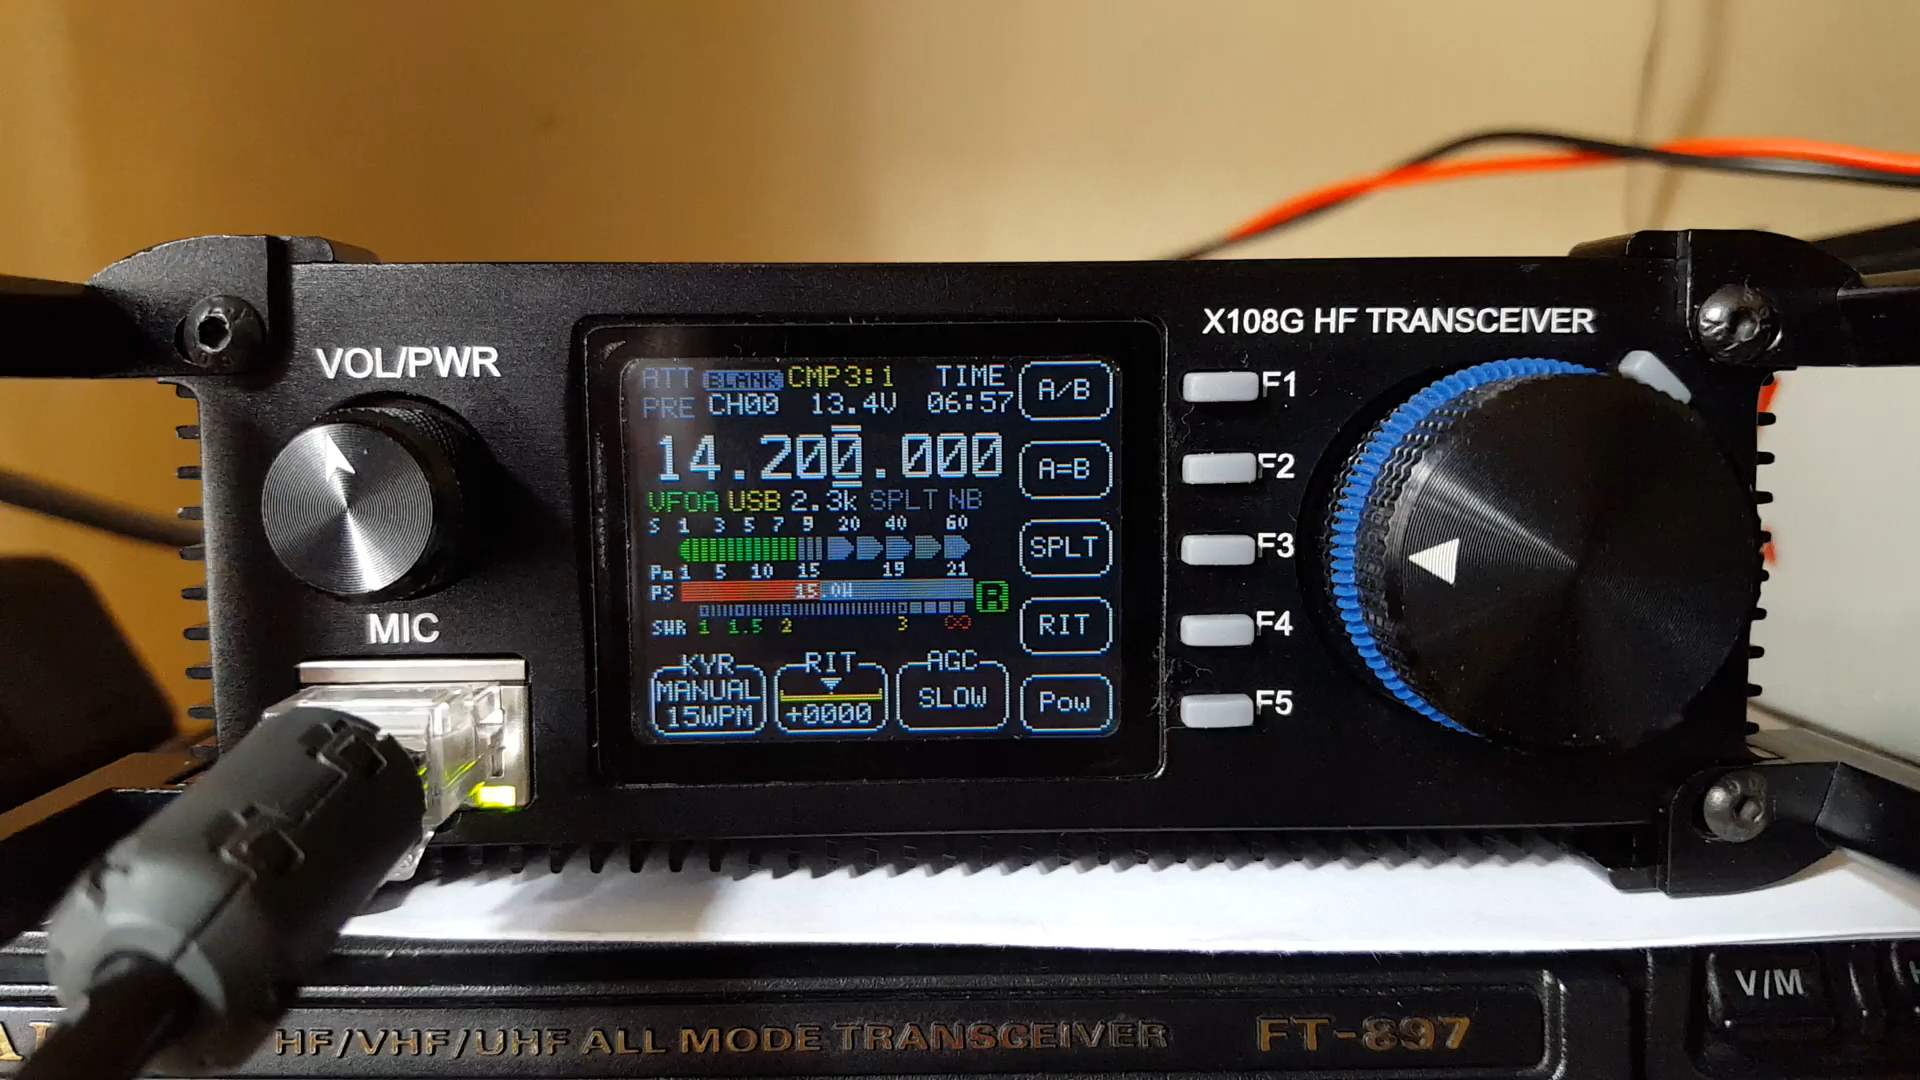 X108G HF TRANSCEIVER
VOL/PWR
MIC
ATT BLANK CMP3:1 TIME
PRE CH00 13.4V 06:57
14.200.000
VFOA USB 2.3k SPLT NB
S 1 3 5 7 9 20 40 60
Po 1 5 10 15 19 21
PS 15.0W R
SWR 1 1.5 2 3 ∞
KYR RIT AGC
MANUAL SLOW
15WPM +0000
A/B
A=B
SPLT
RIT
Pow
F1
F2
F3
F4
F5
HF/VHF/UHF ALL MODE TRANSCEIVER FT-897
V/M